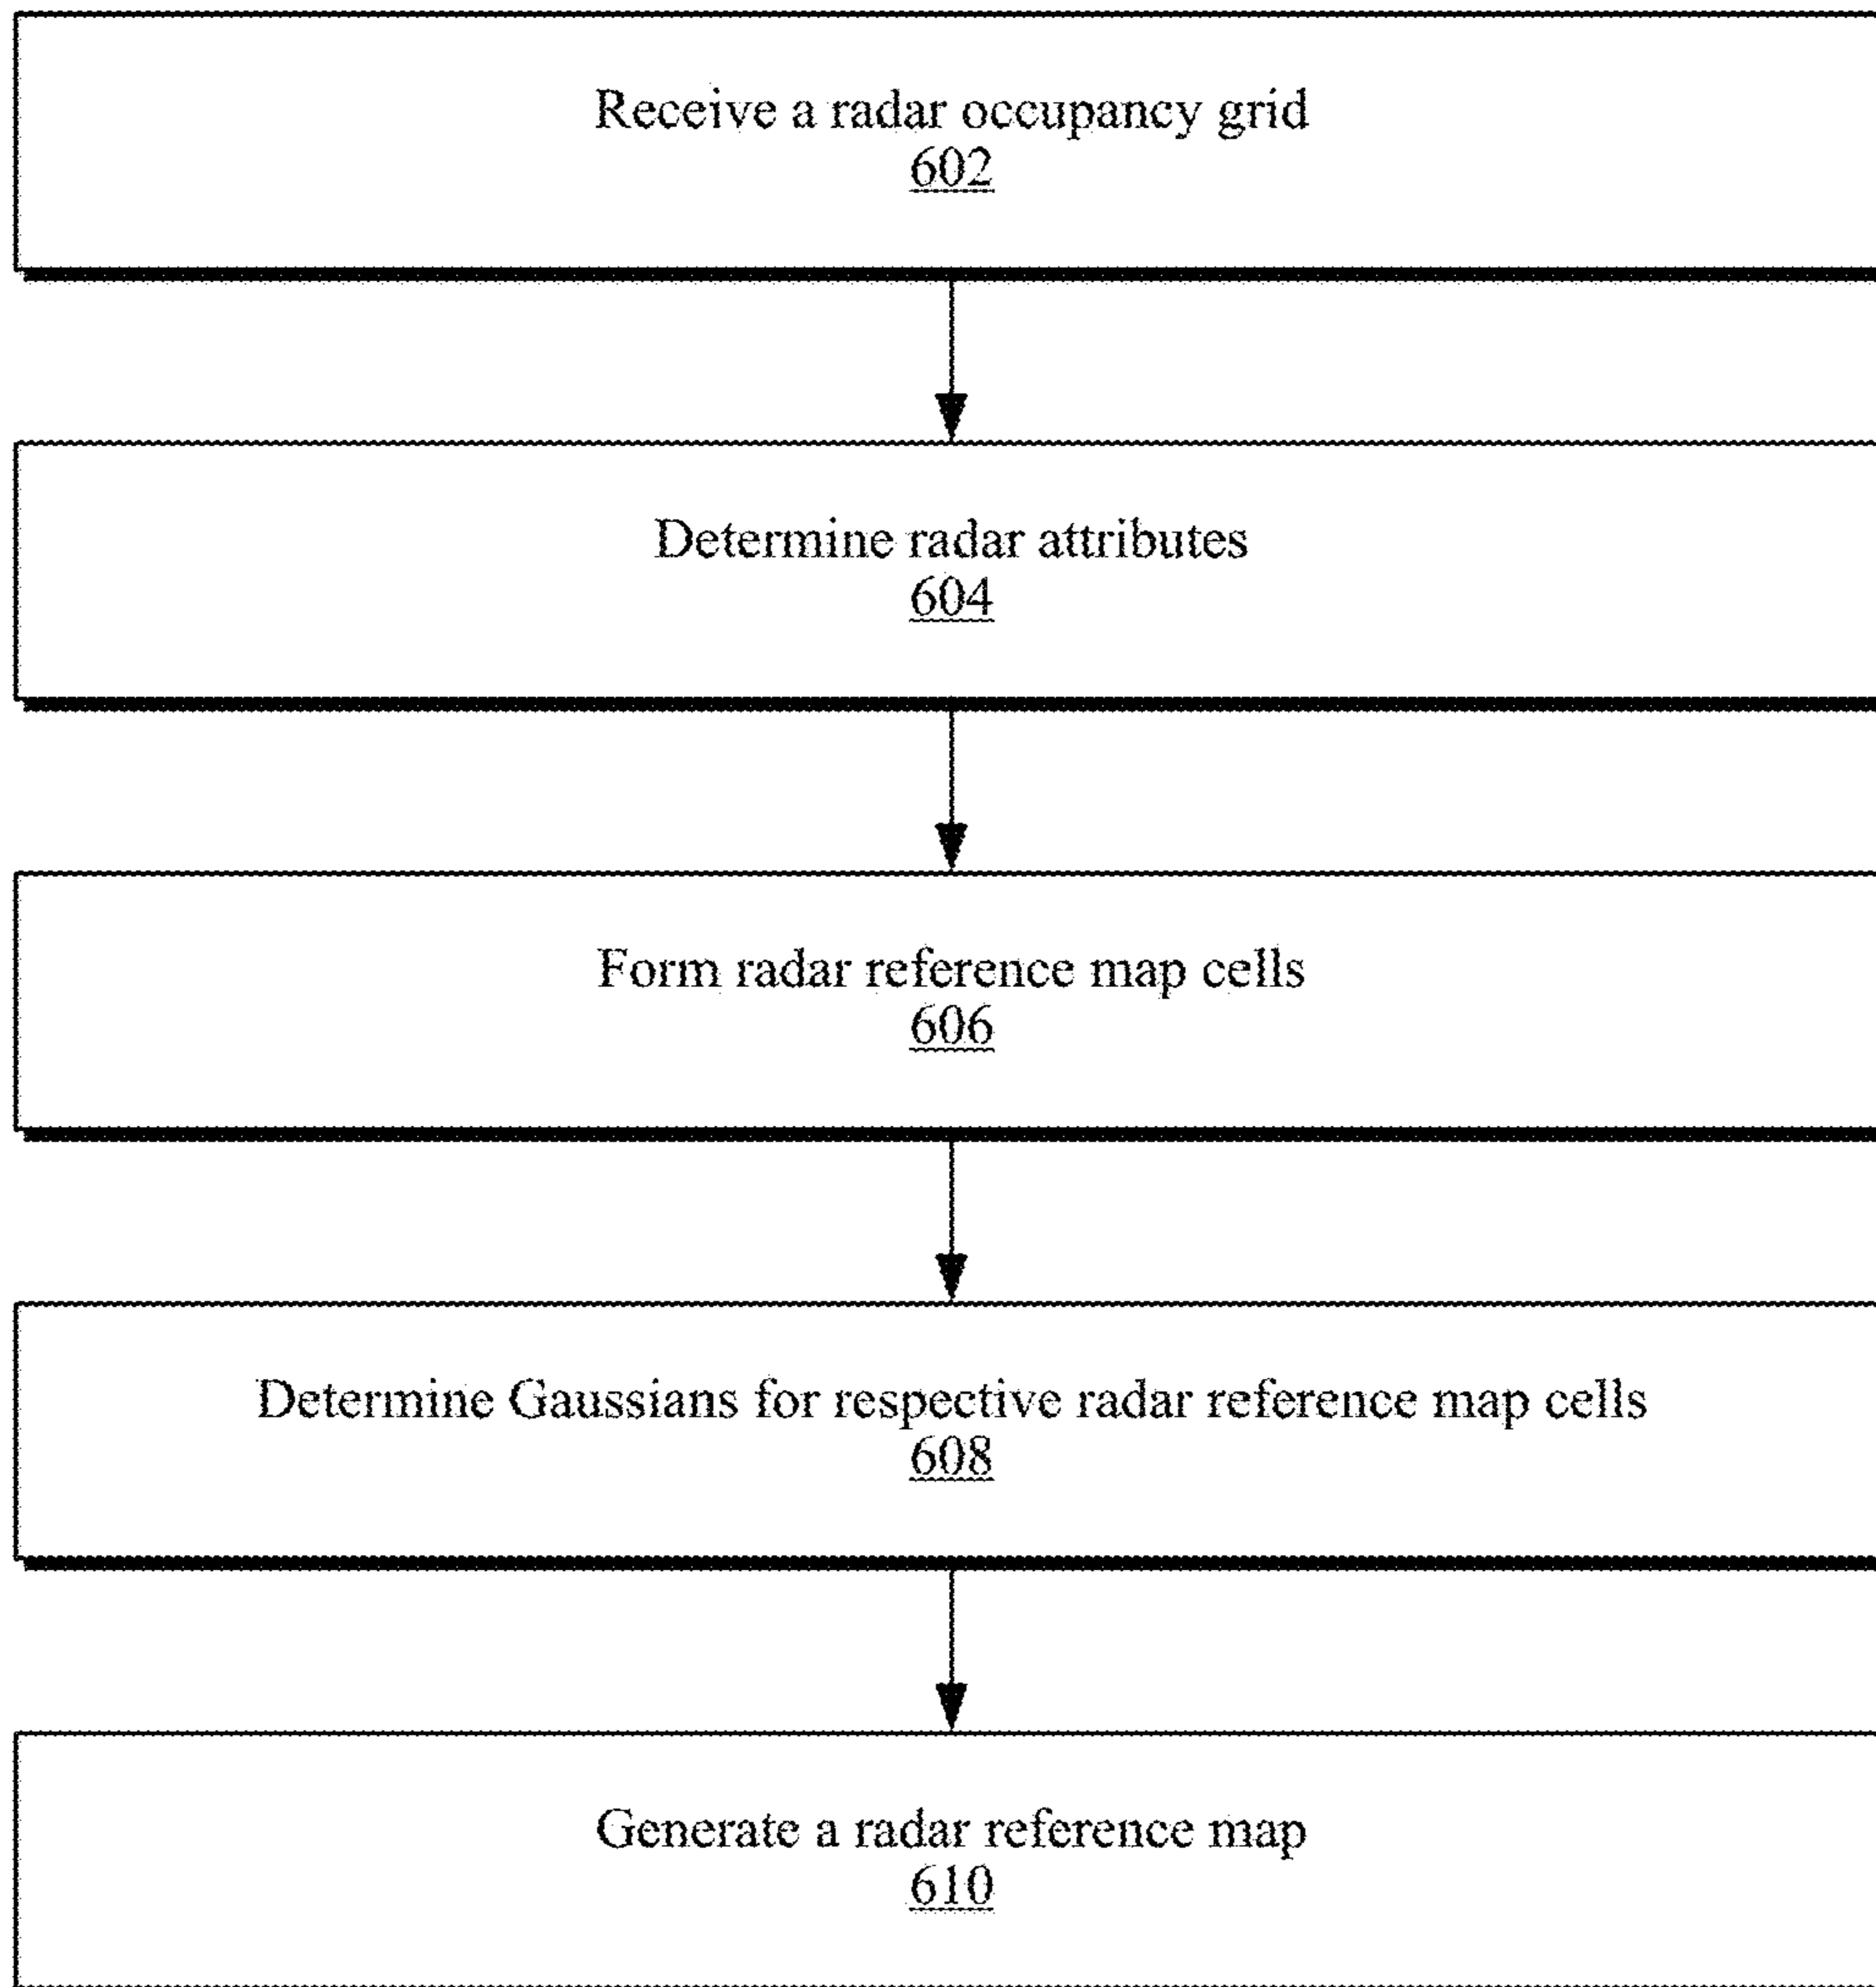 Receive a radar occupancy grid
602
Determine radar attributes
604
Form radar reference map cells
606
Determine Gaussians for respective radar reference map cells
608
Generate a radar reference map
610